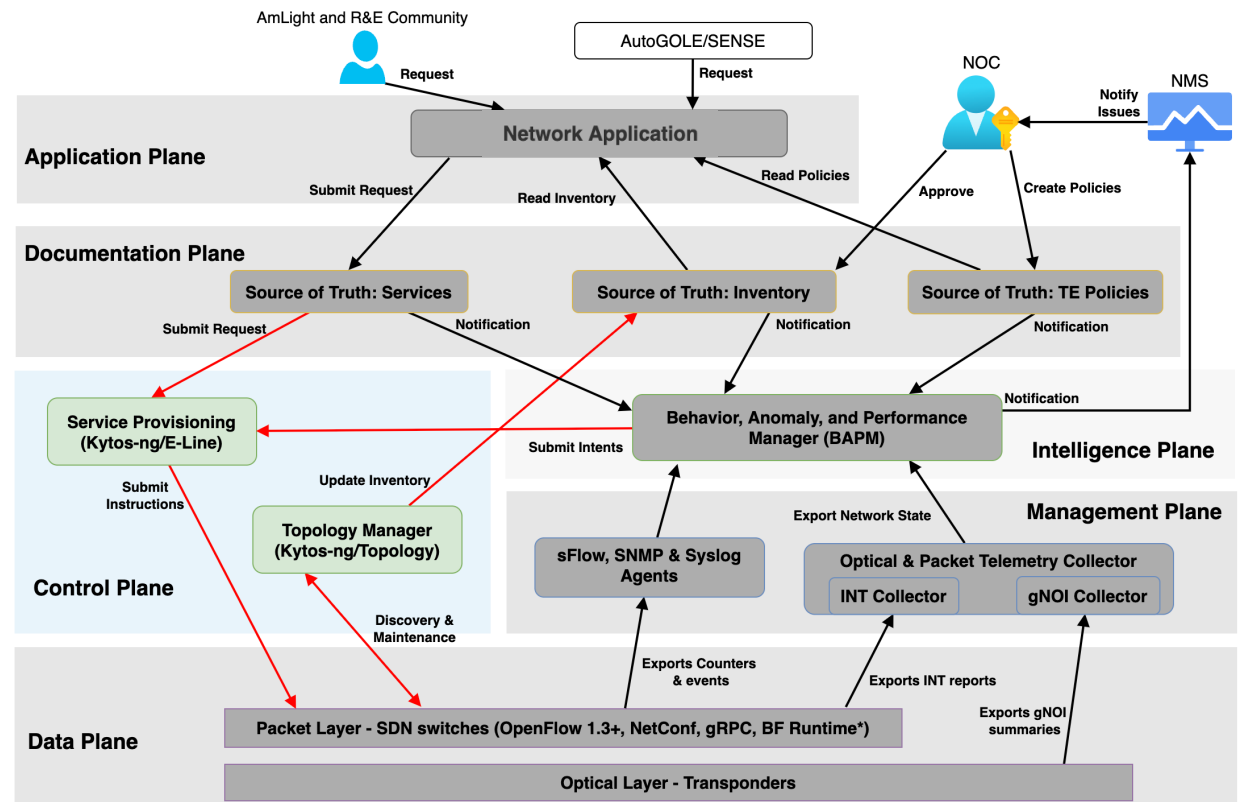 AmLight and R&E Community
AutoGOLE/SENSE
NOC
NMS
Request
Request
Notify
Issues
Application Plane
Network Application
Submit Request
Read Inventory
Read Policies
Approve
Create Policies
Documentation Plane
Source of Truth: Services
Source of Truth: Inventory
Source of Truth: TE Policies
Submit Request
Notification
Notification
Notification
Service Provisioning
(Kytos-ng/E-Line)
Behavior, Anomaly, and Performance
Manager (BAPM)
Notification
Submit Intents
Intelligence Plane
Submit
Instructions
Update Inventory
Topology Manager
(Kytos-ng/Topology)
Control Plane
Discovery &
Maintenance
Management Plane
Export Network State
sFlow, SNMP & Syslog
Agents
Optical & Packet Telemetry Collector
INT Collector
gNOI Collector
Exports Counters
& events
Exports INT reports
Exports gNOI
summaries
Data Plane
Packet Layer - SDN switches (OpenFlow 1.3+, NetConf, gRPC, BF Runtime*)
Optical Layer - Transponders